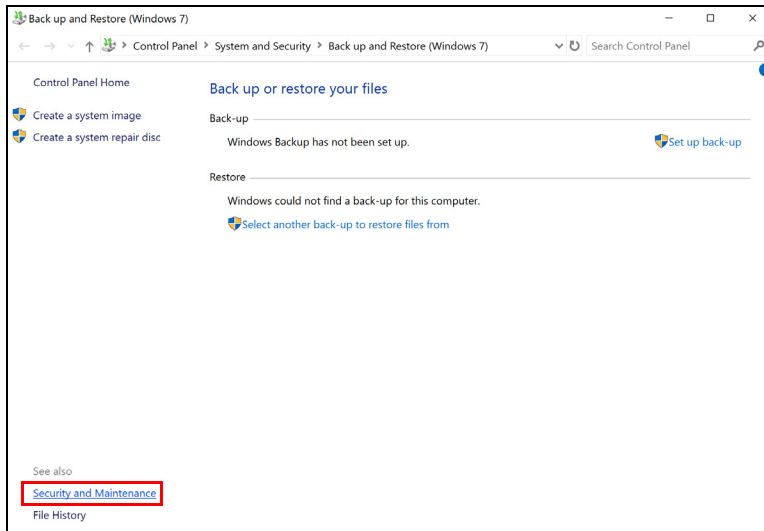 Back up and Restore (Windows 7)
Control Panel > System and Security > Back up and Restore (Windows 7)
Search Control Panel
Control Panel Home
Create a system image
Create a system repair disc
Back up or restore your files
Back-up
Windows Backup has not been set up.
Set up back-up
Restore
Windows could not find a back-up for this computer.
Select another back-up to restore files from
See also
Security and Maintenance
File History